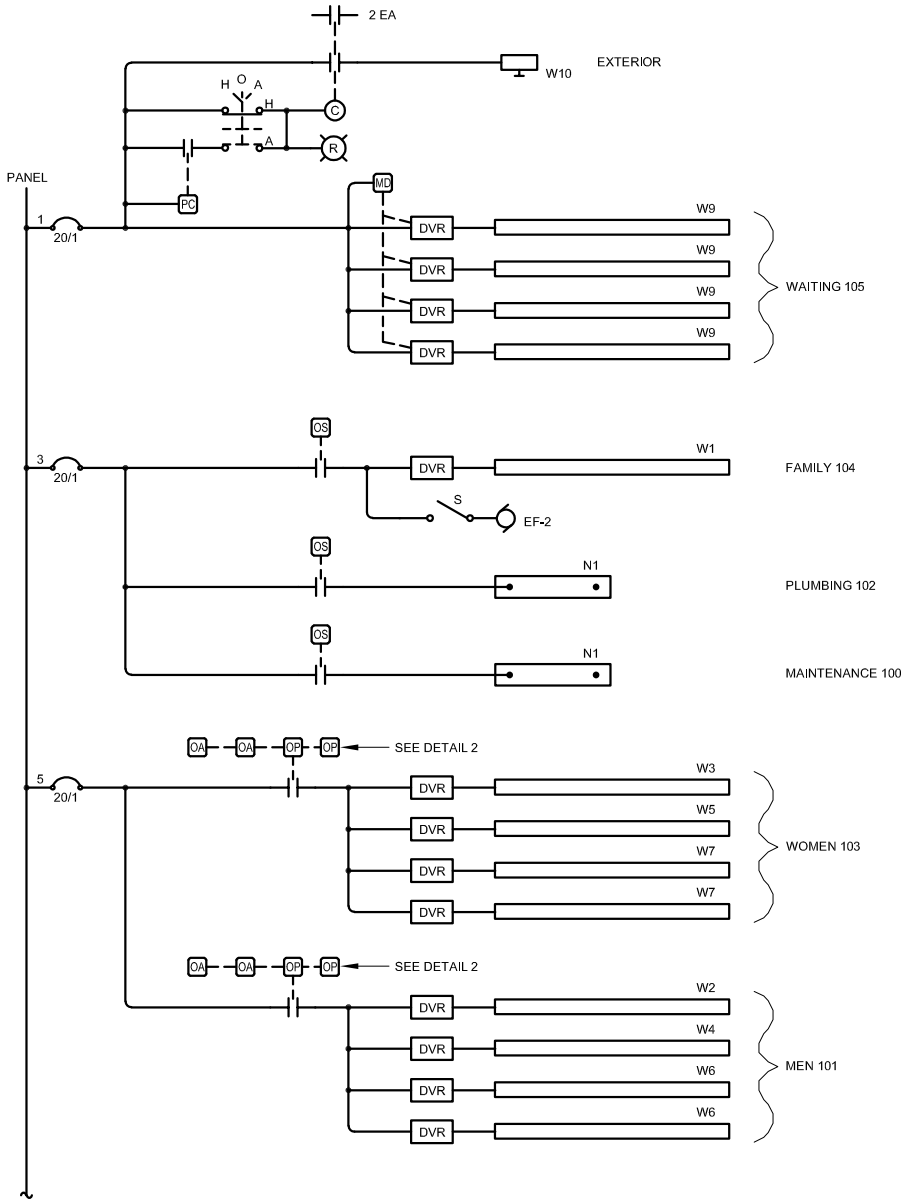 2 EA
W10 EXTERIOR
H O A
H
C
A
R
PANEL
PC
MD
1
20/1
W9
DVR
W9
DVR
WAITING 105
W9
DVR
W9
DVR
OS
3
20/1
W1
DVR
FAMILY 104
S
EF-2
OS
N1
PLUMBING 102
OS
N1
MAINTENANCE 100
OA OA OP OP SEE DETAIL 2
5
20/1
W3
DVR
W5
DVR
WOMEN 103
W7
DVR
W7
DVR
OA OA OP OP SEE DETAIL 2
W2
DVR
W4
DVR
MEN 101
W6
DVR
W6
DVR